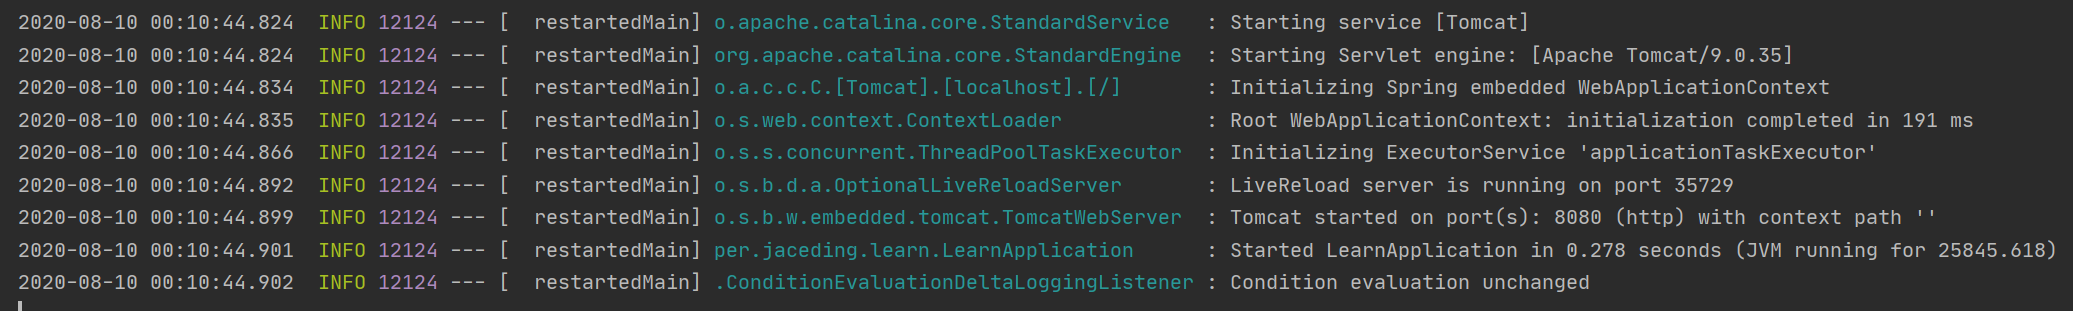 2020-08-10 00:10:44.824  INFO 12124 --- [  restartedMain] o.apache.catalina.core.StandardService   : Starting service [Tomcat]
2020-08-10 00:10:44.824  INFO 12124 --- [  restartedMain] org.apache.catalina.core.StandardEngine  : Starting Servlet engine: [Apache Tomcat/9.0.35]
2020-08-10 00:10:44.834  INFO 12124 --- [  restartedMain] o.a.c.c.C.[Tomcat].[localhost].[/]       : Initializing Spring embedded WebApplicationContext
2020-08-10 00:10:44.835  INFO 12124 --- [  restartedMain] o.s.web.context.ContextLoader            : Root WebApplicationContext: initialization completed in 191 ms
2020-08-10 00:10:44.866  INFO 12124 --- [  restartedMain] o.s.s.concurrent.ThreadPoolTaskExecutor  : Initializing ExecutorService 'applicationTaskExecutor'
2020-08-10 00:10:44.892  INFO 12124 --- [  restartedMain] o.s.b.d.a.OptionalLiveReloadServer       : LiveReload server is running on port 35729
2020-08-10 00:10:44.899  INFO 12124 --- [  restartedMain] o.s.b.w.embedded.tomcat.TomcatWebServer  : Tomcat started on port(s): 8080 (http) with context path ''
2020-08-10 00:10:44.901  INFO 12124 --- [  restartedMain] per.jaceding.learn.LearnApplication      : Started LearnApplication in 0.278 seconds (JVM running for 25845.618)
2020-08-10 00:10:44.902  INFO 12124 --- [  restartedMain] .ConditionEvaluationDeltaLoggingListener : Condition evaluation unchanged